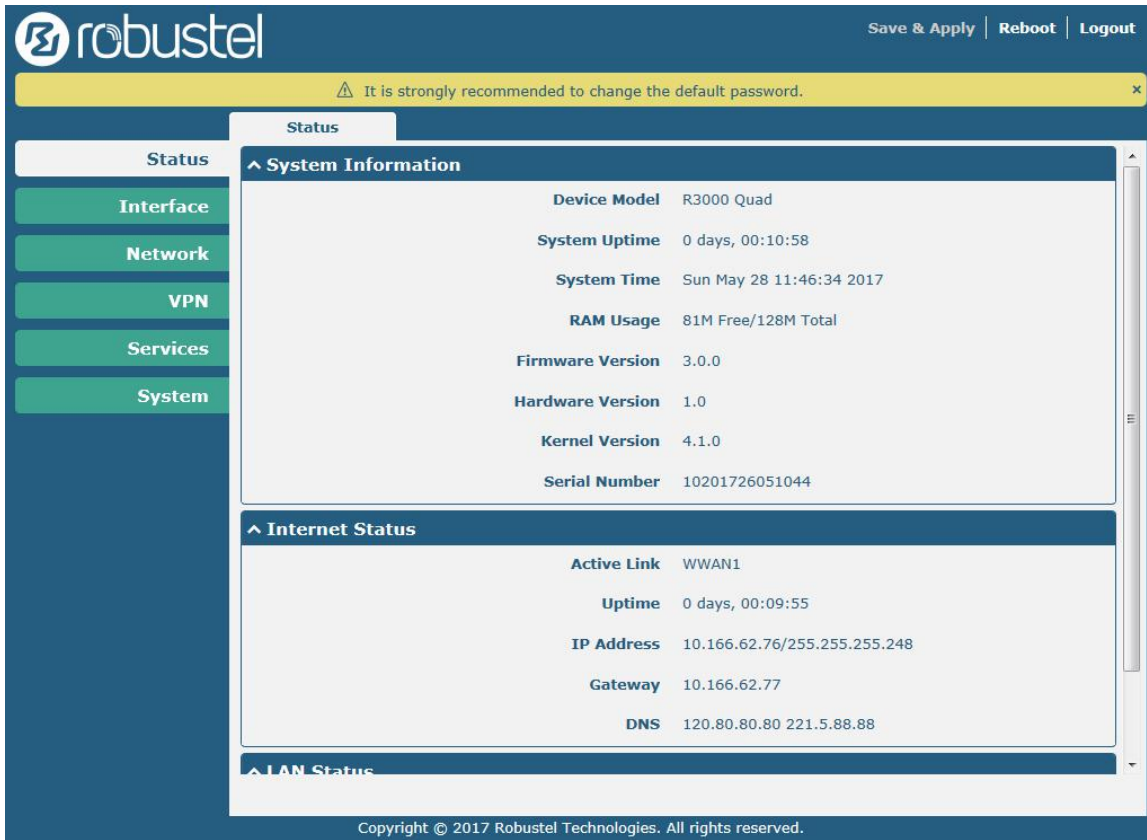 robustel
Save & Apply | Reboot | Logout
⚠ It is strongly recommended to change the default password. ×
Status
Status
Interface
Network
VPN
Services
System
^ System Information
Device Model R3000 Quad
System Uptime 0 days, 00:10:58
System Time Sun May 28 11:46:34 2017
RAM Usage 81M Free/128M Total
Firmware Version 3.0.0
Hardware Version 1.0
Kernel Version 4.1.0
Serial Number 10201726051044
^ Internet Status
Active Link WWAN1
Uptime 0 days, 00:09:55
IP Address 10.166.62.76/255.255.255.248
Gateway 10.166.62.77
DNS 120.80.80.80 221.5.88.88
^ LAN Status
Copyright © 2017 Robustel Technologies. All rights reserved.